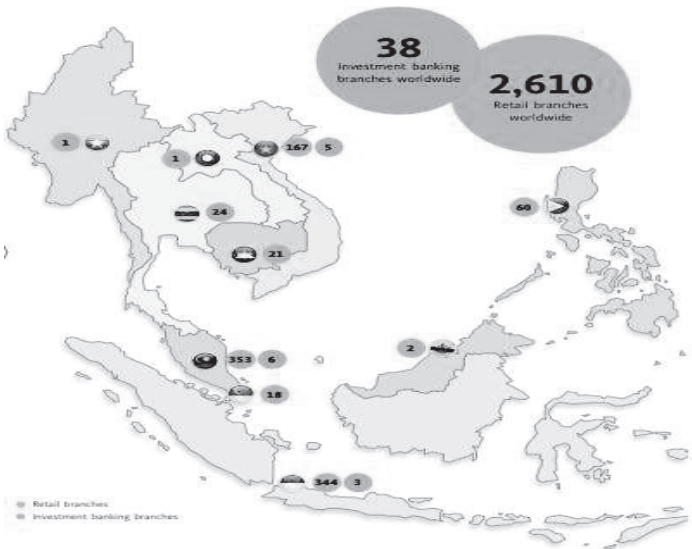 38
Investment banking
branches worldwide
2,610
Retail branches
worldwide
1
1
167 5
24
21
60
353 6
2
18
344 3
Retail branches
Investment banking branches